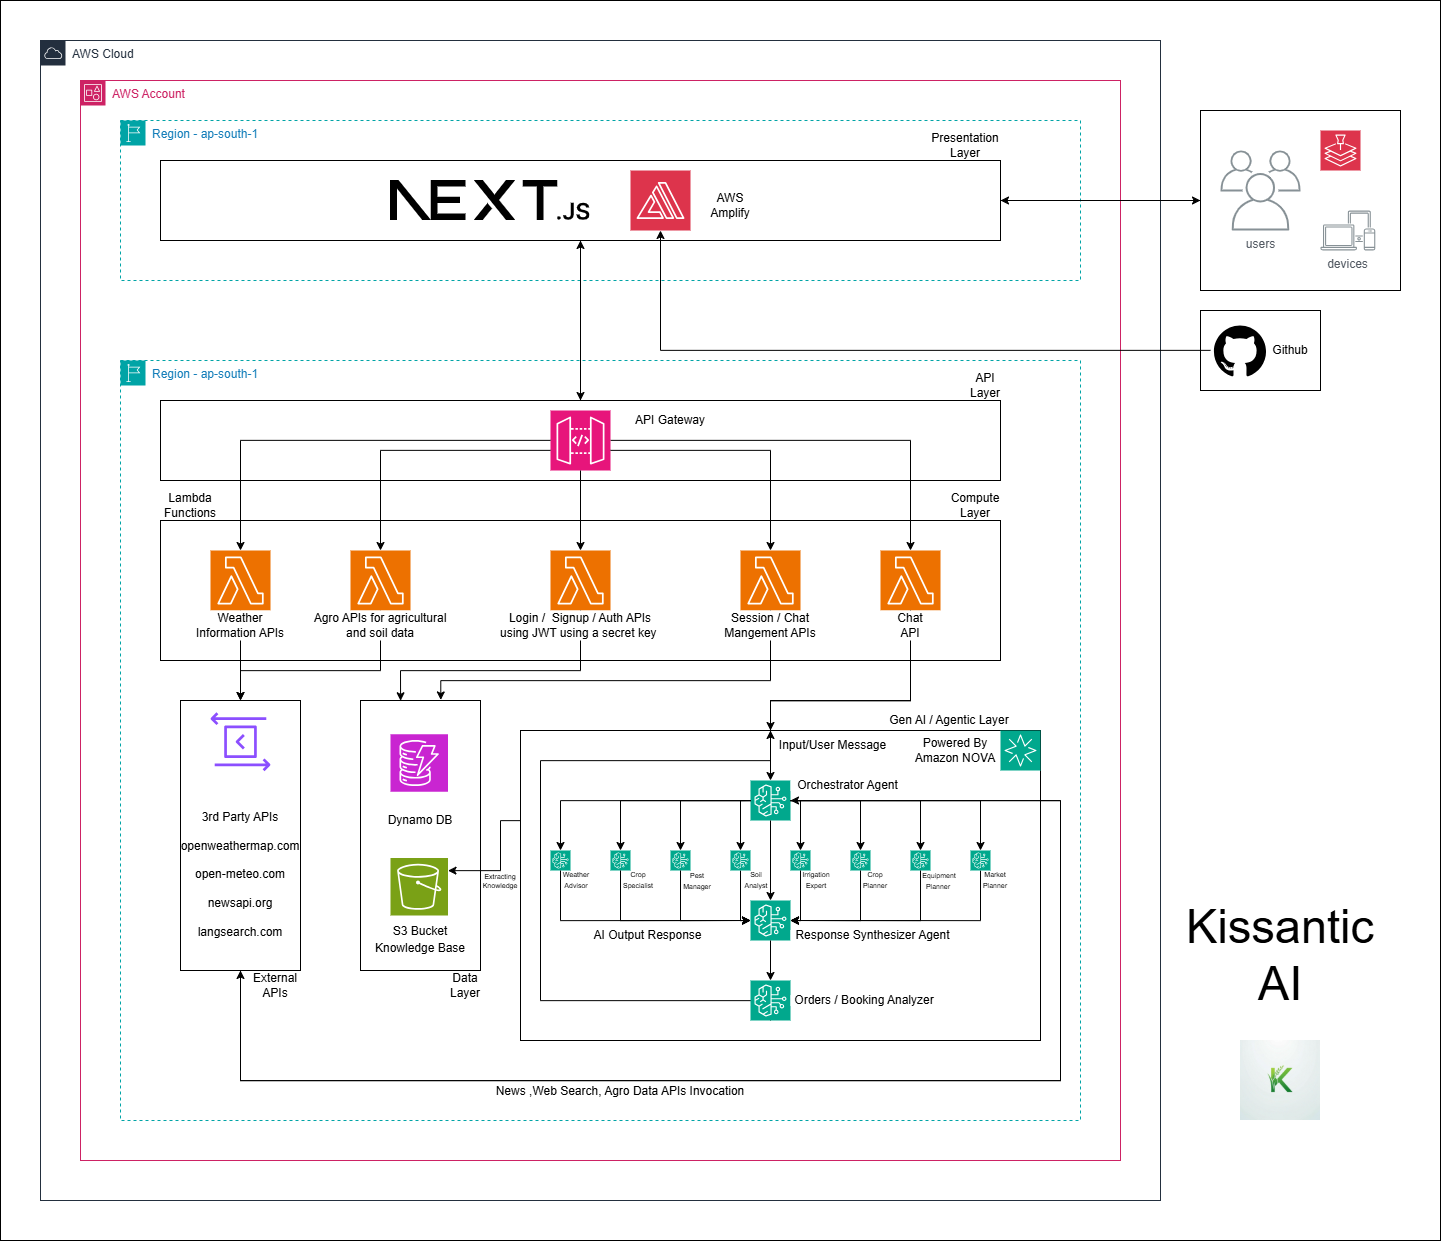 AWS Cloud
AWS Account
Region - ap-south-1
Presentation
Layer
NEXT.JS
AWS
Amplify
users
devices
Github
Region - ap-south-1
API
Layer
API Gateway
Lambda
Functions
Compute
Layer
Weather
Information APIs
Agro APIs for agricultural
and soil data
Login / Signup / Auth APIs
using JWT using a secret key
Session / Chat
Mangement APIs
Chat
API
Gen AI / Agentic Layer
Input/User Message
Powered By
Amazon NOVA
Orchestrator Agent
3rd Party APIs
openweathermap.com
open-meteo.com
newsapi.org
langsearch.com
External
APIs
Dynamo DB
S3 Bucket
Knowledge Base
Data
Layer
Extracting
Knowledge
Weather
Advisor
Crop
Specialist
Pest
Manager
Soil
Analyst
Irrigation
Expert
Crop
Planner
Equipment
Planner
Market
Planner
AI Output Response
Response Synthesizer Agent
Orders / Booking Analyzer
News ,Web Search, Agro Data APIs Invocation
Kissantic
AI
K